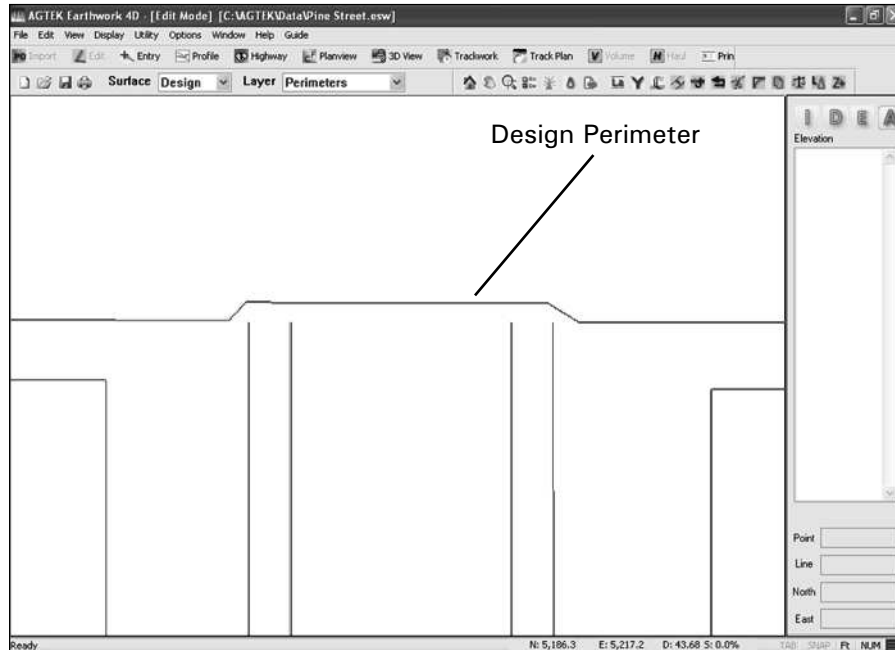 AGTEK Earthwork 4D - [Edit Mode] [C:\AGTEK\Data\Pine Street.esw]
File Edit View Display Utility Options Window Help Guide
Import Edit Entry Profile Highway Planview 3D View Trackwork Track Plan Volume Haul Prin
Surface Design Layer Perimeters
I D E A
Elevation
Design Perimeter
Point
Line
North
East
Ready N: 5,186.3 E: 5,217.2 D: 43.68 S: 0.0% TAB SNAP Ft NUM